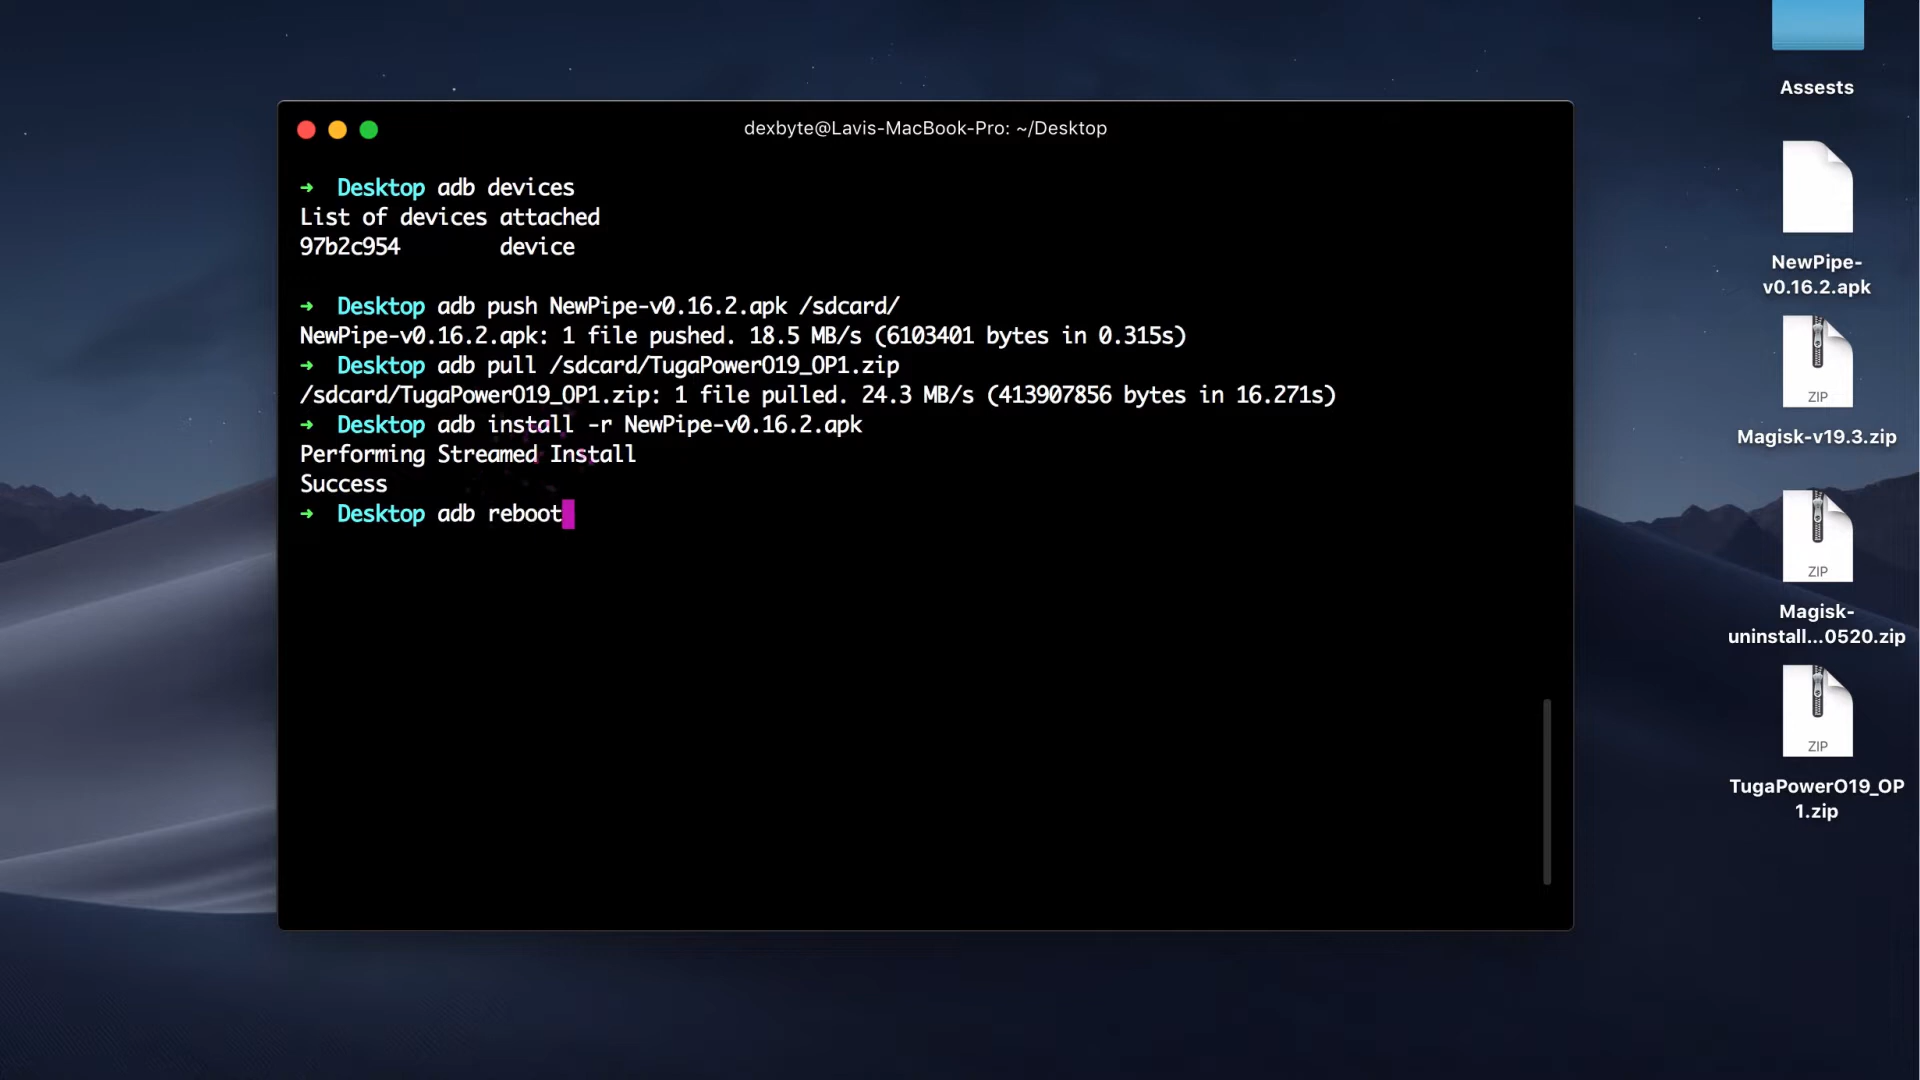 dexbyte@Lavis-MacBook-Pro: ~/Desktop
➜ Desktop adb devices
List of devices attached
97b2c954 device
➜ Desktop adb push NewPipe-v0.16.2.apk /sdcard/
NewPipe-v0.16.2.apk: 1 file pushed. 18.5 MB/s (6103401 bytes in 0.315s)
➜ Desktop adb pull /sdcard/TugaPowerO19_OP1.zip
/sdcard/TugaPowerO19_OP1.zip: 1 file pulled. 24.3 MB/s (413907856 bytes in 16.271s)
➜ Desktop adb install -r NewPipe-v0.16.2.apk
Performing Streamed Install
Success
➜ Desktop adb reboot
Assests
NewPipe-
v0.16.2.apk
ZIP
Magisk-v19.3.zip
ZIP
Magisk-
uninstall...0520.zip
ZIP
TugaPowerO19_OP
1.zip